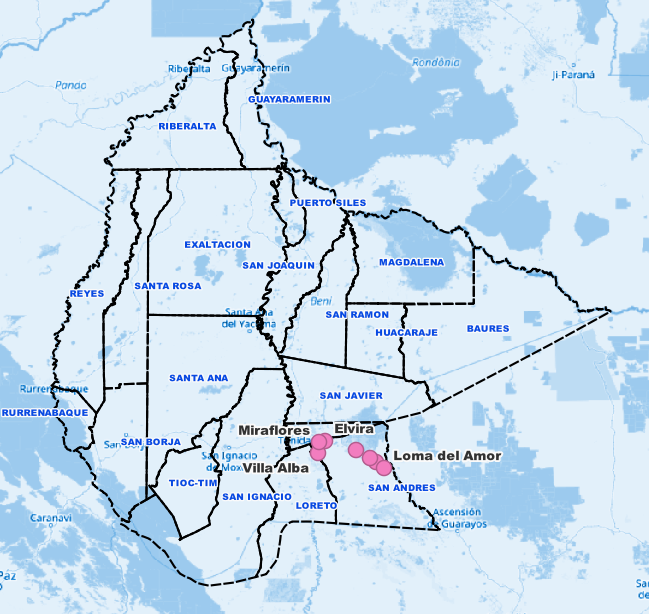 Rondônia
Riberalta
Guayaramerin
Ji-Paraná
Pando
GUAYARAMERIN
RIBERALTA
PUERTO SILES
EXALTACION
SAN JOAQUIN
MAGDALENA
SANTA ROSA
REYES
Beni
Santa Ana
del Yacuma
SAN RAMON
HUACARAJE
BAURES
SANTA ANA
Rurrenabaque
SAN JAVIER
RURRENABAQUE
Miraflores
Elvira
SAN BORJA
Trinidad
San Borja
San Ignacio
de Moxos
Loma del Amor
Villa Alba
TIOC-TIM
SAN IGNACIO
LORETO
SAN ANDRES
Caranavi
Ascensión
de Guarayos
Paz